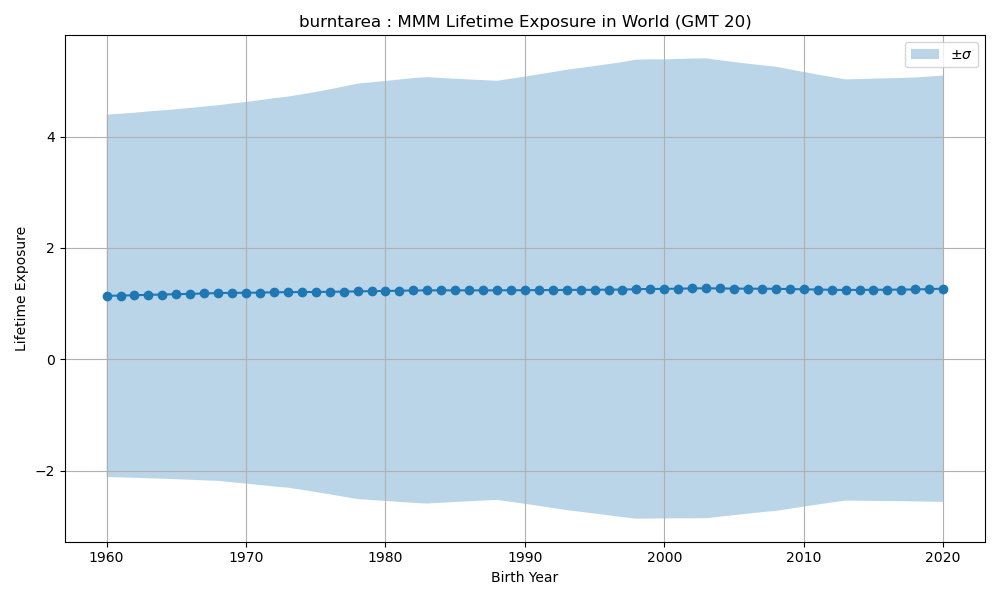 burntarea : MMM Lifetime Exposure in World (GMT 20)
±σ
Lifetime Exposure
4
2
0
−2
1960 1970 1980 1990 2000 2010 2020
Birth Year